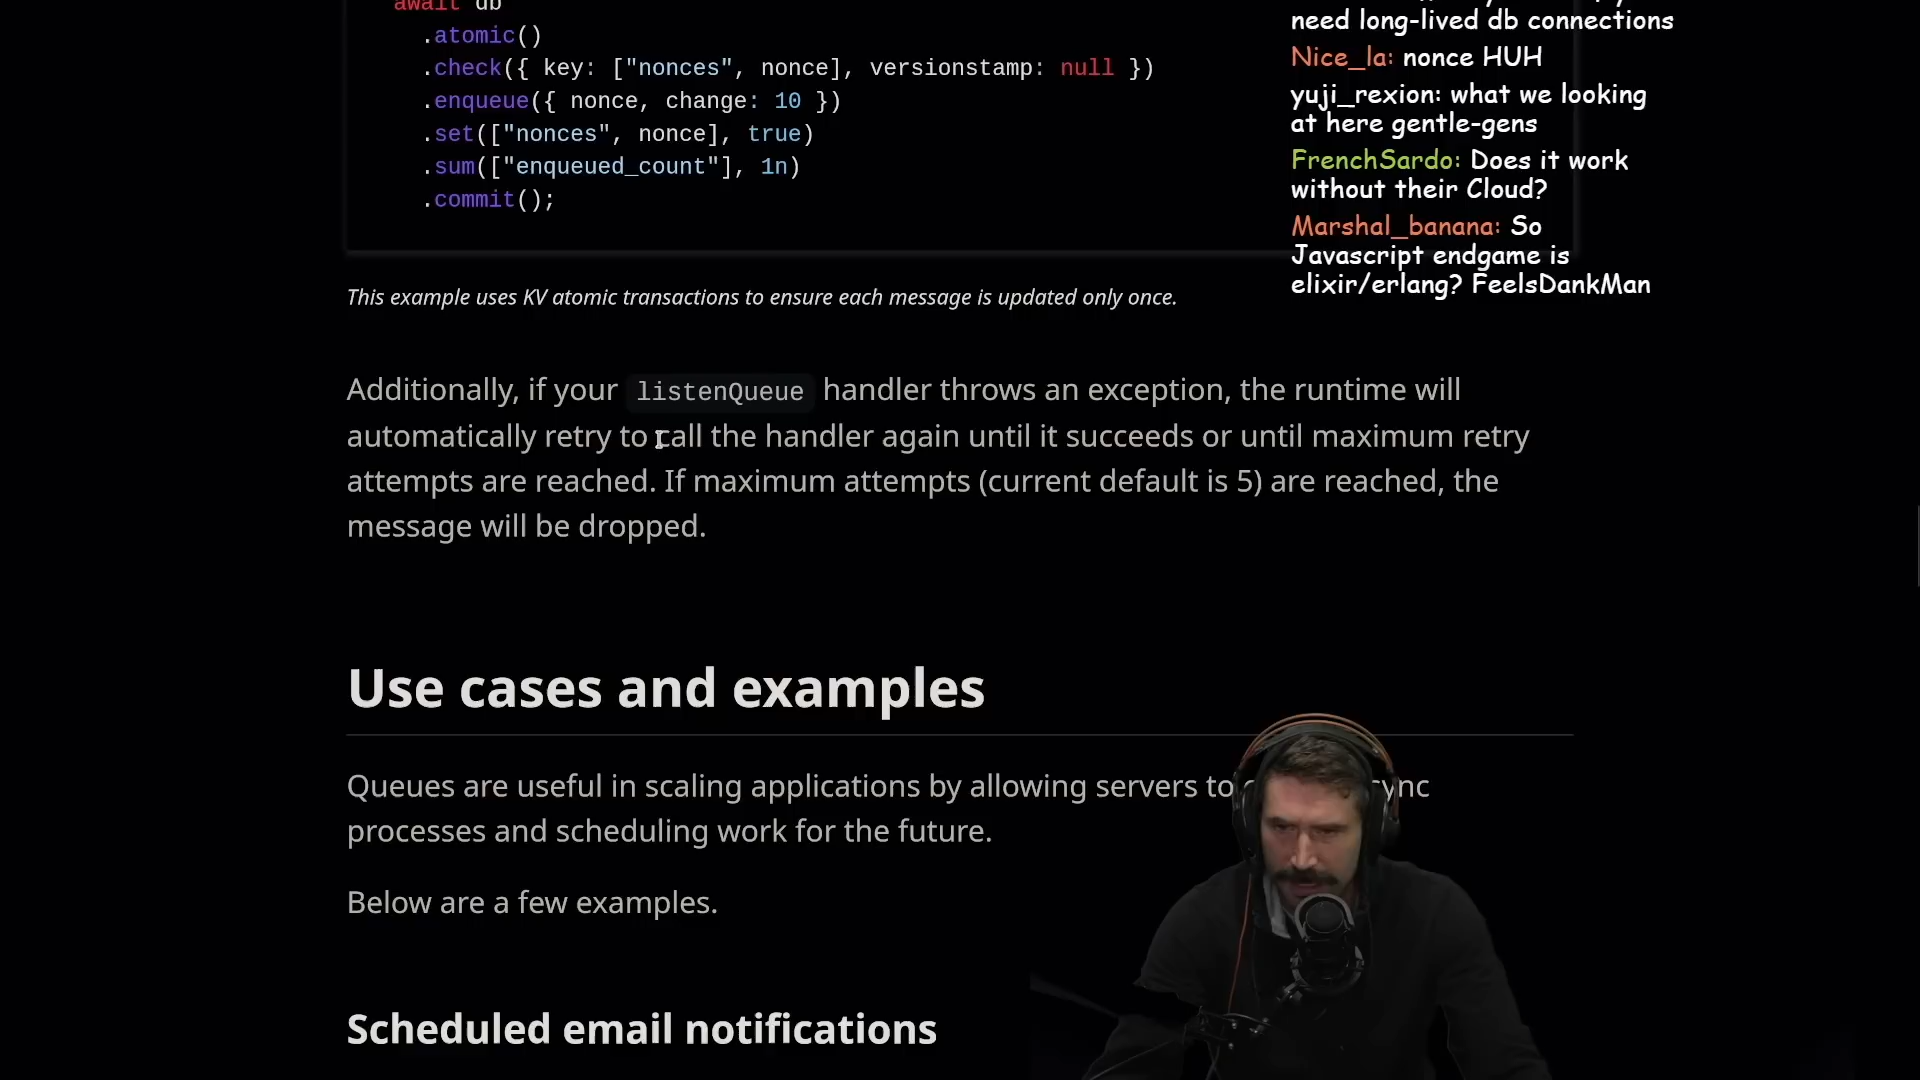 await db
.atomic()
.check({ key: ["nonces", nonce], versionstamp: null })
.enqueue({ nonce, change: 10 })
.set(["nonces", nonce], true)
.sum(["enqueued_count"], 1n)
.commit();
This example uses KV atomic transactions to ensure each message is updated only once.
Additionally, if your listenQueue handler throws an exception, the runtime will
automatically retry to call the handler again until it succeeds or until maximum retry
attempts are reached. If maximum attempts (current default is 5) are reached, the
message will be dropped.
Use cases and examples
Queues are useful in scaling applications by allowing servers to
processes and scheduling work for the future.
Below are a few examples.
Scheduled email notifications
need long-lived db connections
Nice_la: nonce HUH
yuji_rexion: what we looking
at here gentle-gens
FrenchSardo: Does it work
without their Cloud?
Marshal_banana: So
Javascript endgame is
elixir/erlang? FeelsDankMan